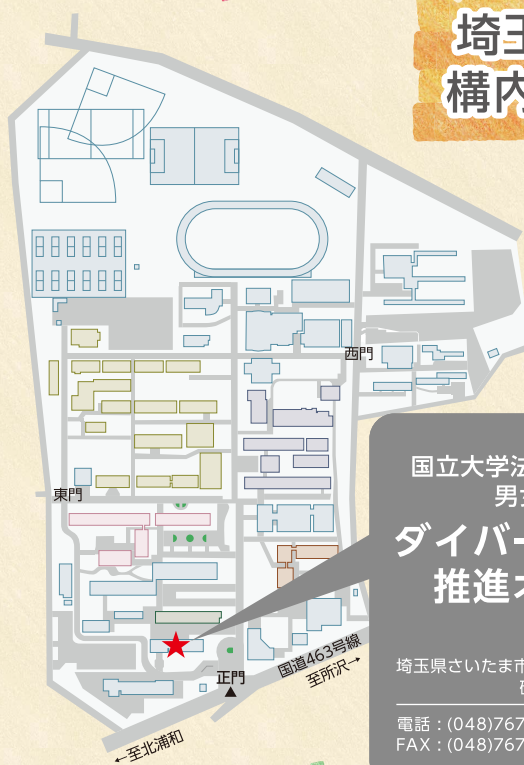 埼玉
構内
西門
東門
国立大学法
男女
ダイバー
推進オ
埼玉県さいたま市
電話：(048)767
FAX：(048)767
国道463号線
至所沢→
正門
←至北浦和